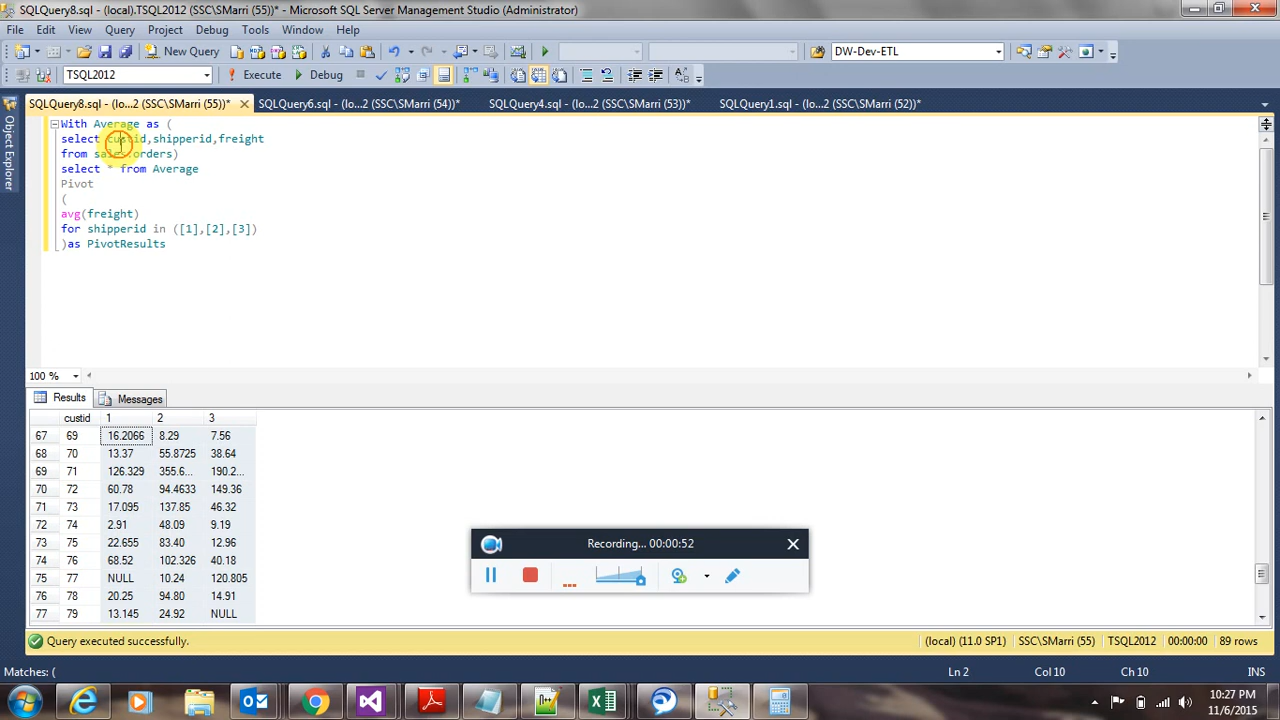 SQLQuery8.sql - (local).TSQL2012 (SSC\SMarri (55))* - Microsoft SQL Server Management Studio (Administrator)
File Edit View Query Project Debug Tools Window Help
New Query DW-Dev-ETL
TSQL2012 Execute Debug
SQLQuery8.sql - (lo...2 (SSC\SMarri (55))* SQLQuery6.sql - (lo...2 (SSC\SMarri (54))* SQLQuery4.sql - (lo...2 (SSC\SMarri (53))* SQLQuery1.sql - (lo...2 (SSC\SMarri (52))*
Object Explorer
With Average as (
select custid,shipperid,freight
from sales.orders)
select * from Average
Pivot
(
avg(freight)
for shipperid in ([1],[2],[3])
)as PivotResults
100 %
Results Messages
custid 1 2 3
67 69 16.2066 8.29 7.56
68 70 13.37 55.8725 38.64
69 71 126.329 355.6... 190.2...
70 72 60.78 94.4633 149.36
71 73 17.095 137.85 46.32
72 74 2.91 48.09 9.19
73 75 22.655 83.40 12.96
74 76 68.52 102.326 40.18
75 77 NULL 10.24 120.805
76 78 20.25 94.80 14.91
77 79 13.145 24.92 NULL
Recording... 00:00:52
Query executed successfully. (local) (11.0 SP1) SSC\SMarri (55) TSQL2012 00:00:00 89 rows
Matches: ( Ln 2 Col 10 Ch 10 INS
10:27 PM
11/6/2015